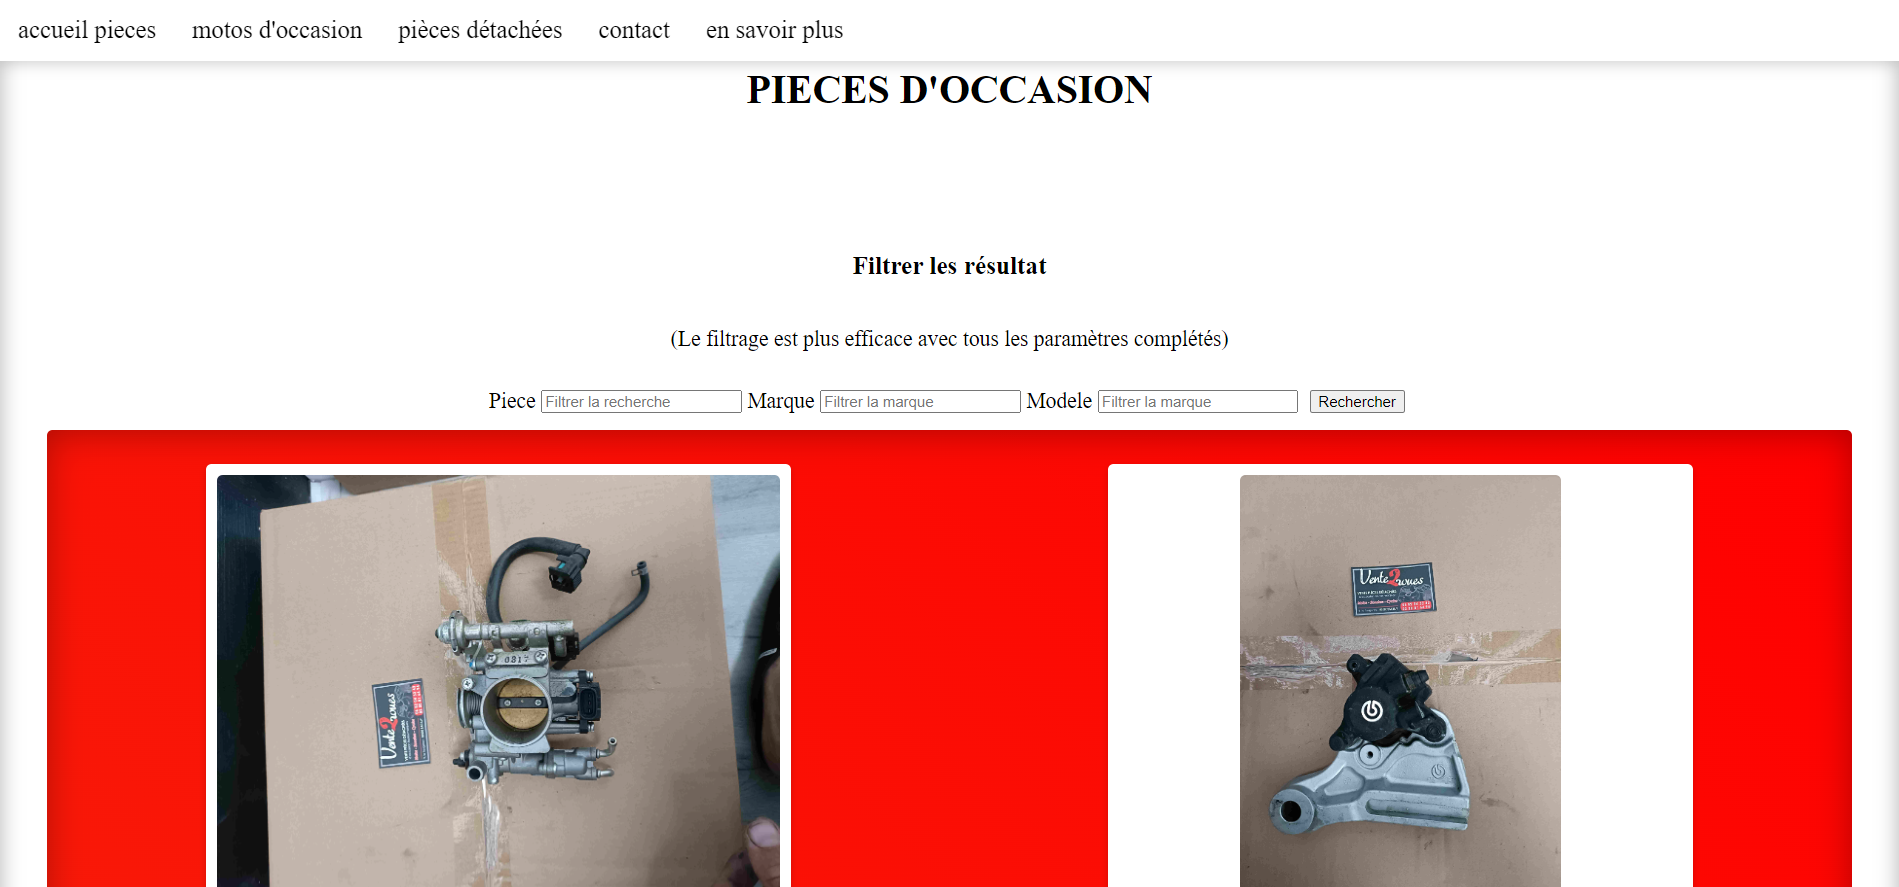 accueil pieces motos d'occasion pièces détachées contact en savoir plus
PIECES D'OCCASION
Filtrer les résultat
(Le filtrage est plus efficace avec tous les paramètres complétés)
Piece Filtrer la recherche Marque Filtrer la marque Modele Filtrer la marque Rechercher
Vente2roues
0317
Vente2roues